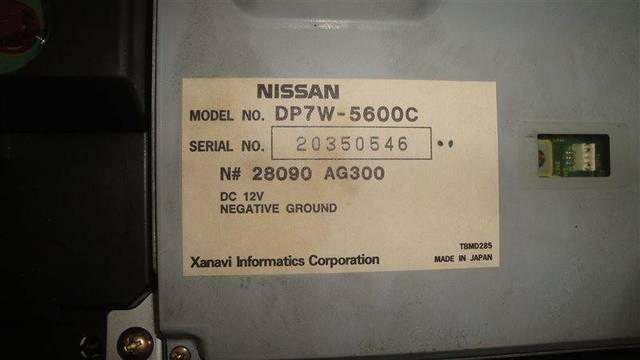 NISSAN
MODEL NO. DP7W-5600C
SERIAL NO. 20350546
N# 28090 AG300
DC 12V
NEGATIVE GROUND
TBMD285
Xanavi Informatics Corporation MADE IN JAPAN